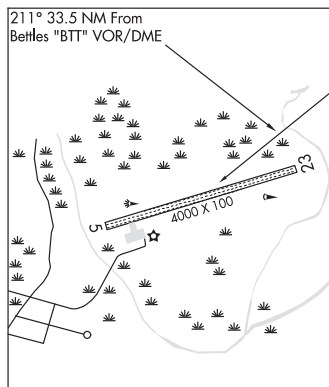 211° 33.5 NM From
Bettles "BTT" VOR/DME
23
4000 X 100
5